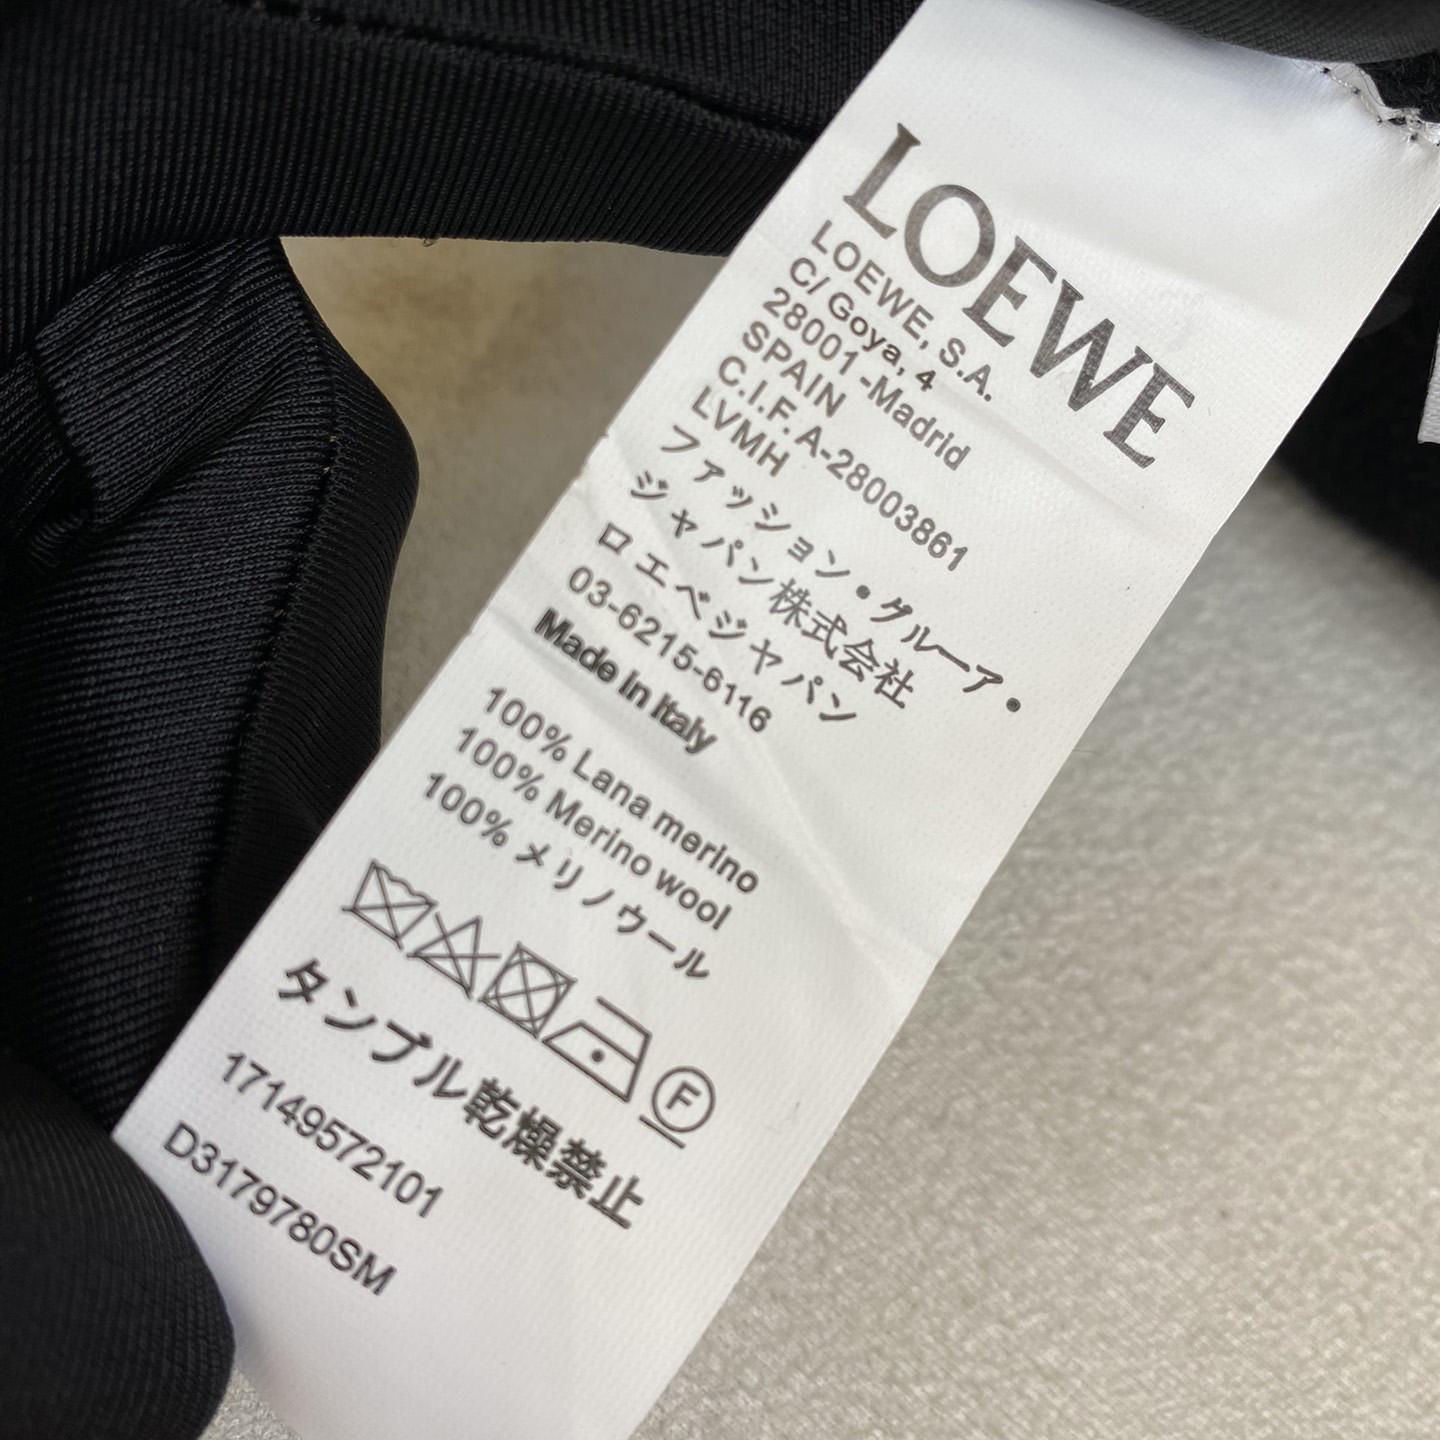 LOEWE
LOEWE, S.A.
C/ Goya, 4
28001 -Madrid
SPAIN
C.I.F. A-28003861
LVMH
ファッション・グルーア・
ジャパン株式会社
ロエベジャパン
03-6215-6116
Made in Italy
100% Lana merino
100% Merino wool
100% メリノウール
F
タンブル乾燥禁止
17149572101
D3179780SM